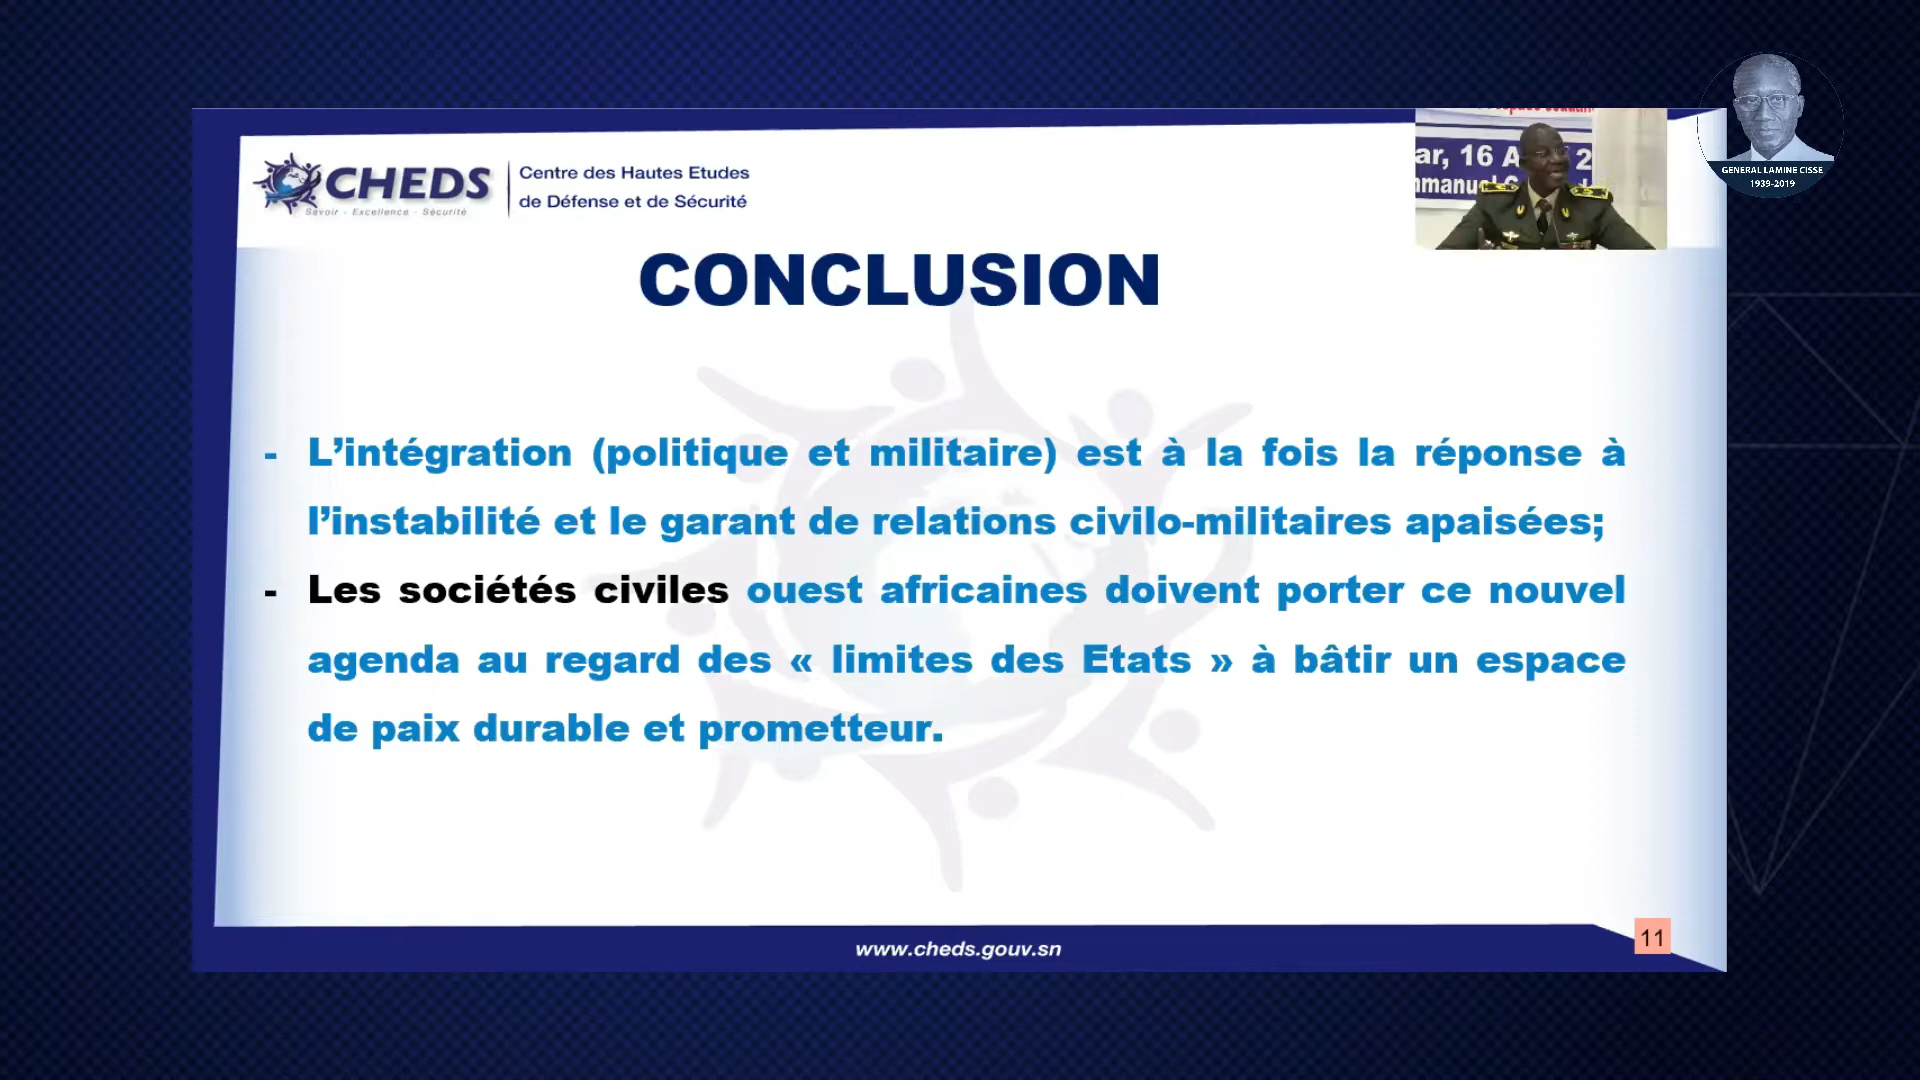 CHEDS
Savoir - Excellence - Sécurité
Centre des Hautes Etudes
de Défense et de Sécurité
ar, 16 A 2
GENERAL LAMINE CISSE
1939-2019
CONCLUSION
- L’intégration (politique et militaire) est à la fois la réponse à
l’instabilité et le garant de relations civilo-militaires apaisées;
- Les sociétés civiles ouest africaines doivent porter ce nouvel
agenda au regard des « limites des Etats » à bâtir un espace
de paix durable et prometteur.
www.cheds.gouv.sn
11